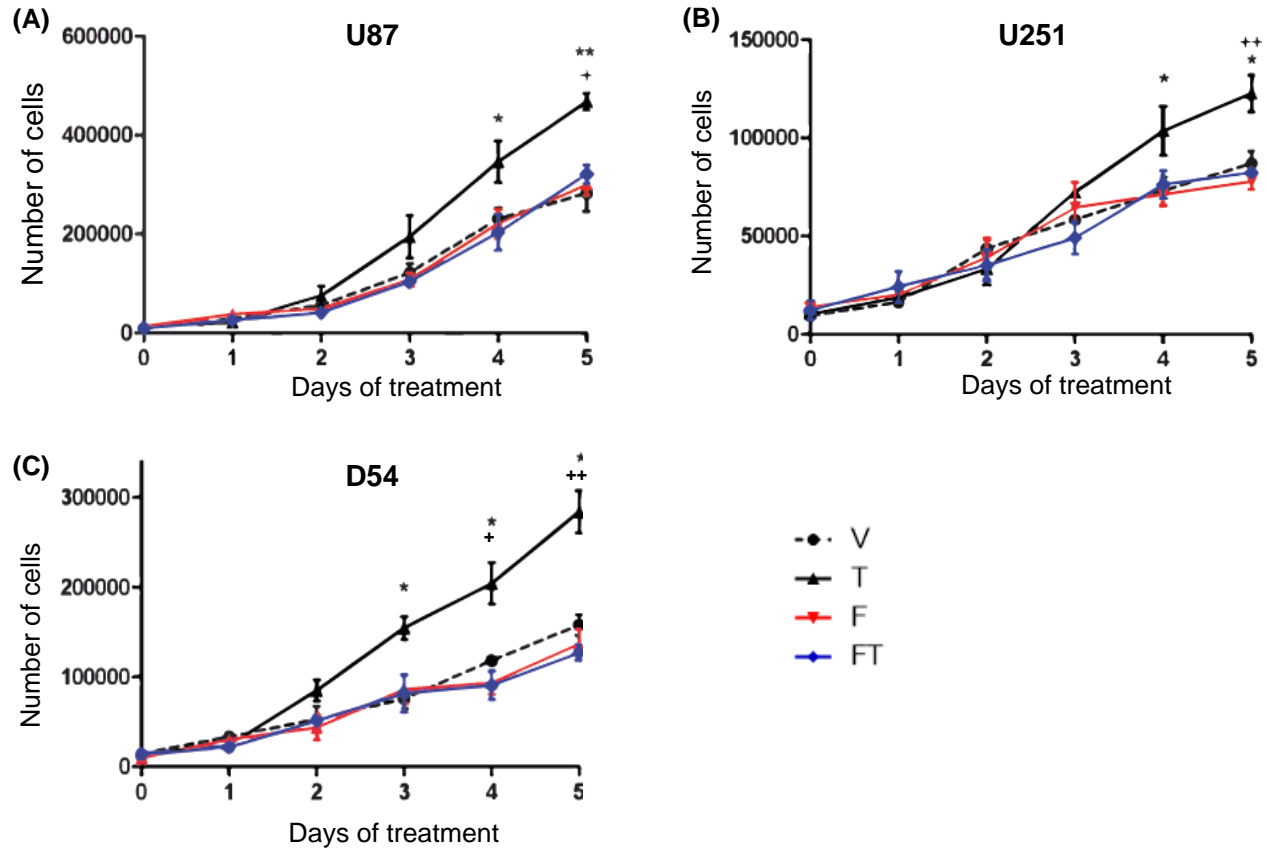 (A)
U87
600000
400000
200000
0
Number of cells
**
+
*
0 1 2 3 4 5
Days of treatment
(B)
U251
150000
100000
50000
0
Number of cells
*
++
*
0 1 2 3 4 5
Days of treatment
(C)
D54
300000
200000
100000
0
Number of cells
*
*
+
*
++
0 1 2 3 4 5
Days of treatment
V
T
F
FT